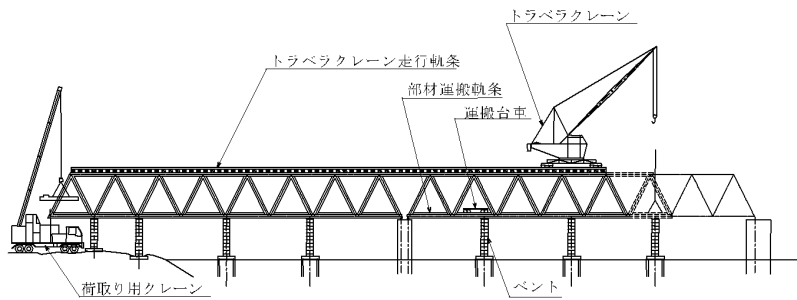 トラベラクレーン
トラベラクレーン走行軌条
部材運搬軌条
運搬台車
荷取り用クレーン
ベント